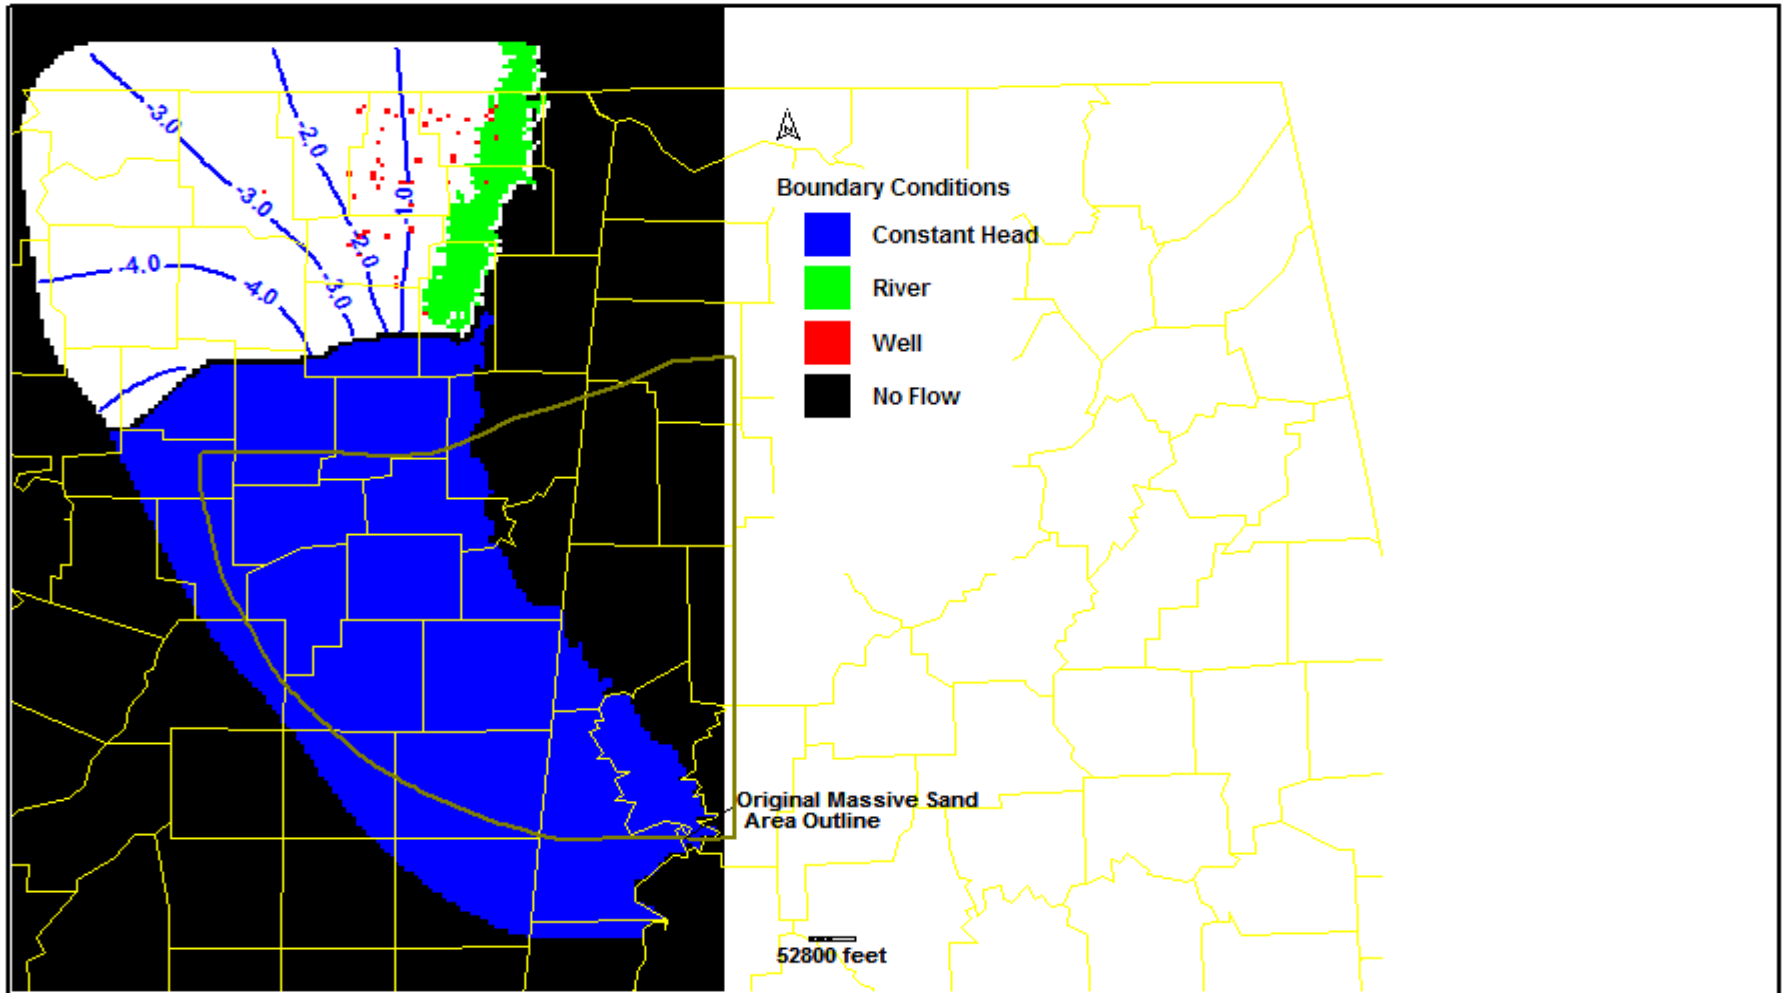 -3.0
-2.0
-3.0
-1.0
-2.0
-4.0
-4.0
-3.0
Boundary Conditions
Constant Head
River
Well
No Flow
Original Massive Sand
Area Outline
52800 feet